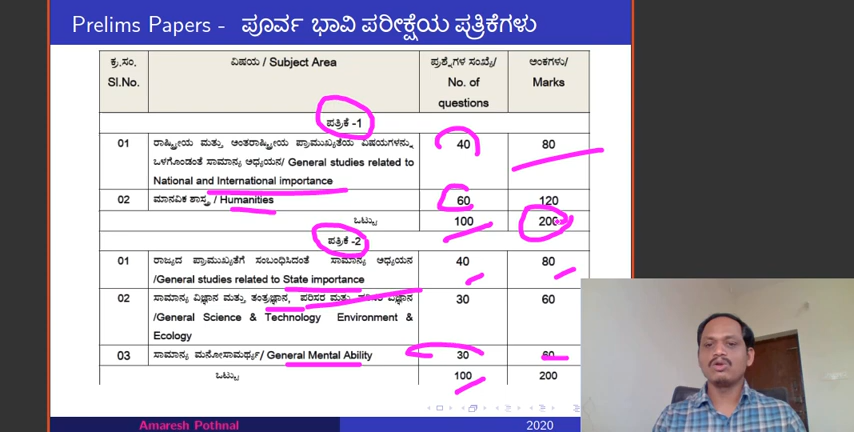 Prelims Papers - ಪೂರ್ವ ಭಾವಿ ಪರೀಕ್ಷೆಯ ಪತ್ರಿಕೆಗಳು
ಕ್ರ.ಸಂ. ವಿಷಯ / Subject Area ಪ್ರಶ್ನೆಗಳ ಸಂಖ್ಯೆ/ ಅಂಕಗಳು/
Sl.No. No. of Marks
questions
ಪತ್ರಿಕೆ -1
01 ರಾಷ್ಟ್ರೀಯ ಮತ್ತು ಅಂತರಾಷ್ಟ್ರೀಯ ಪ್ರಾಮುಖ್ಯತೆಯ ವಿಷಯಗಳನ್ನು 40 80
ಒಳಗೊಂಡಂತೆ ಸಾಮಾನ್ಯ ಅಧ್ಯಯನ/ General studies related to
National and International importance
02 ಮಾನವಿಕ ಶಾಸ್ತ್ರ / Humanities 60 120
ಒಟ್ಟು 100 200
ಪತ್ರಿಕೆ -2
01 ರಾಜ್ಯದ ಪ್ರಾಮುಖ್ಯತೆಗೆ ಸಂಬಂಧಿಸಿದಂತೆ ಸಾಮಾನ್ಯ ಅಧ್ಯಯನ 40 80
/General studies related to State importance
02 ಸಾಮಾನ್ಯ ವಿಜ್ಞಾನ ಮತ್ತು ತಂತ್ರಜ್ಞಾನ, ಪರಿಸರ ಮತ್ತು ವಿಜ್ಞಾನ 30 60
/General Science & Technology Environment &
Ecology
03 ಸಾಮಾನ್ಯ ಮನೋಸಾಮರ್ಥ್ಯ/ General Mental Ability 30 60
ಒಟ್ಟು 100 200
Amaresh Pothnal 2020